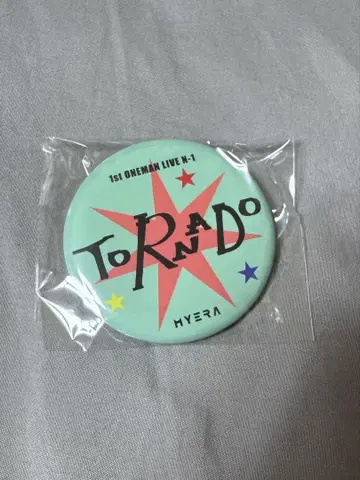 1st ONEMAN LIVE N-1
TORNADO
MYERA